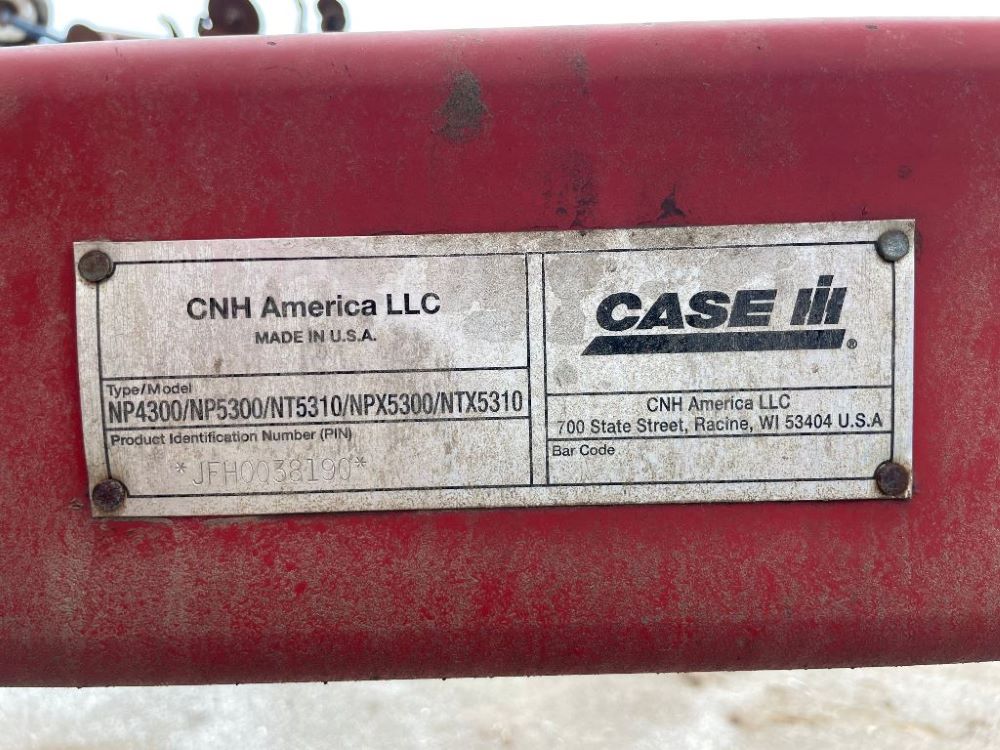 CNH America LLC
MADE IN U.S.A.
Type/Model
NP4300/NP5300/NT5310/NPX5300/NTX5310
Product Identification Number (PIN)
*JFH0038190*
CASE IH
®
CNH America LLC
700 State Street, Racine, WI 53404 U.S.A
Bar Code